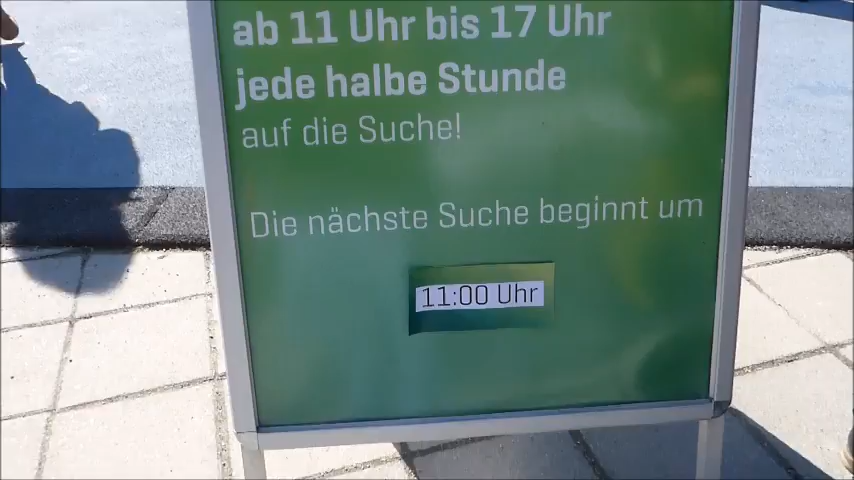 ab 11 Uhr bis 17 Uhr
jede halbe Stunde
auf die Suche!
Die nächste Suche beginnt um
11:00 Uhr